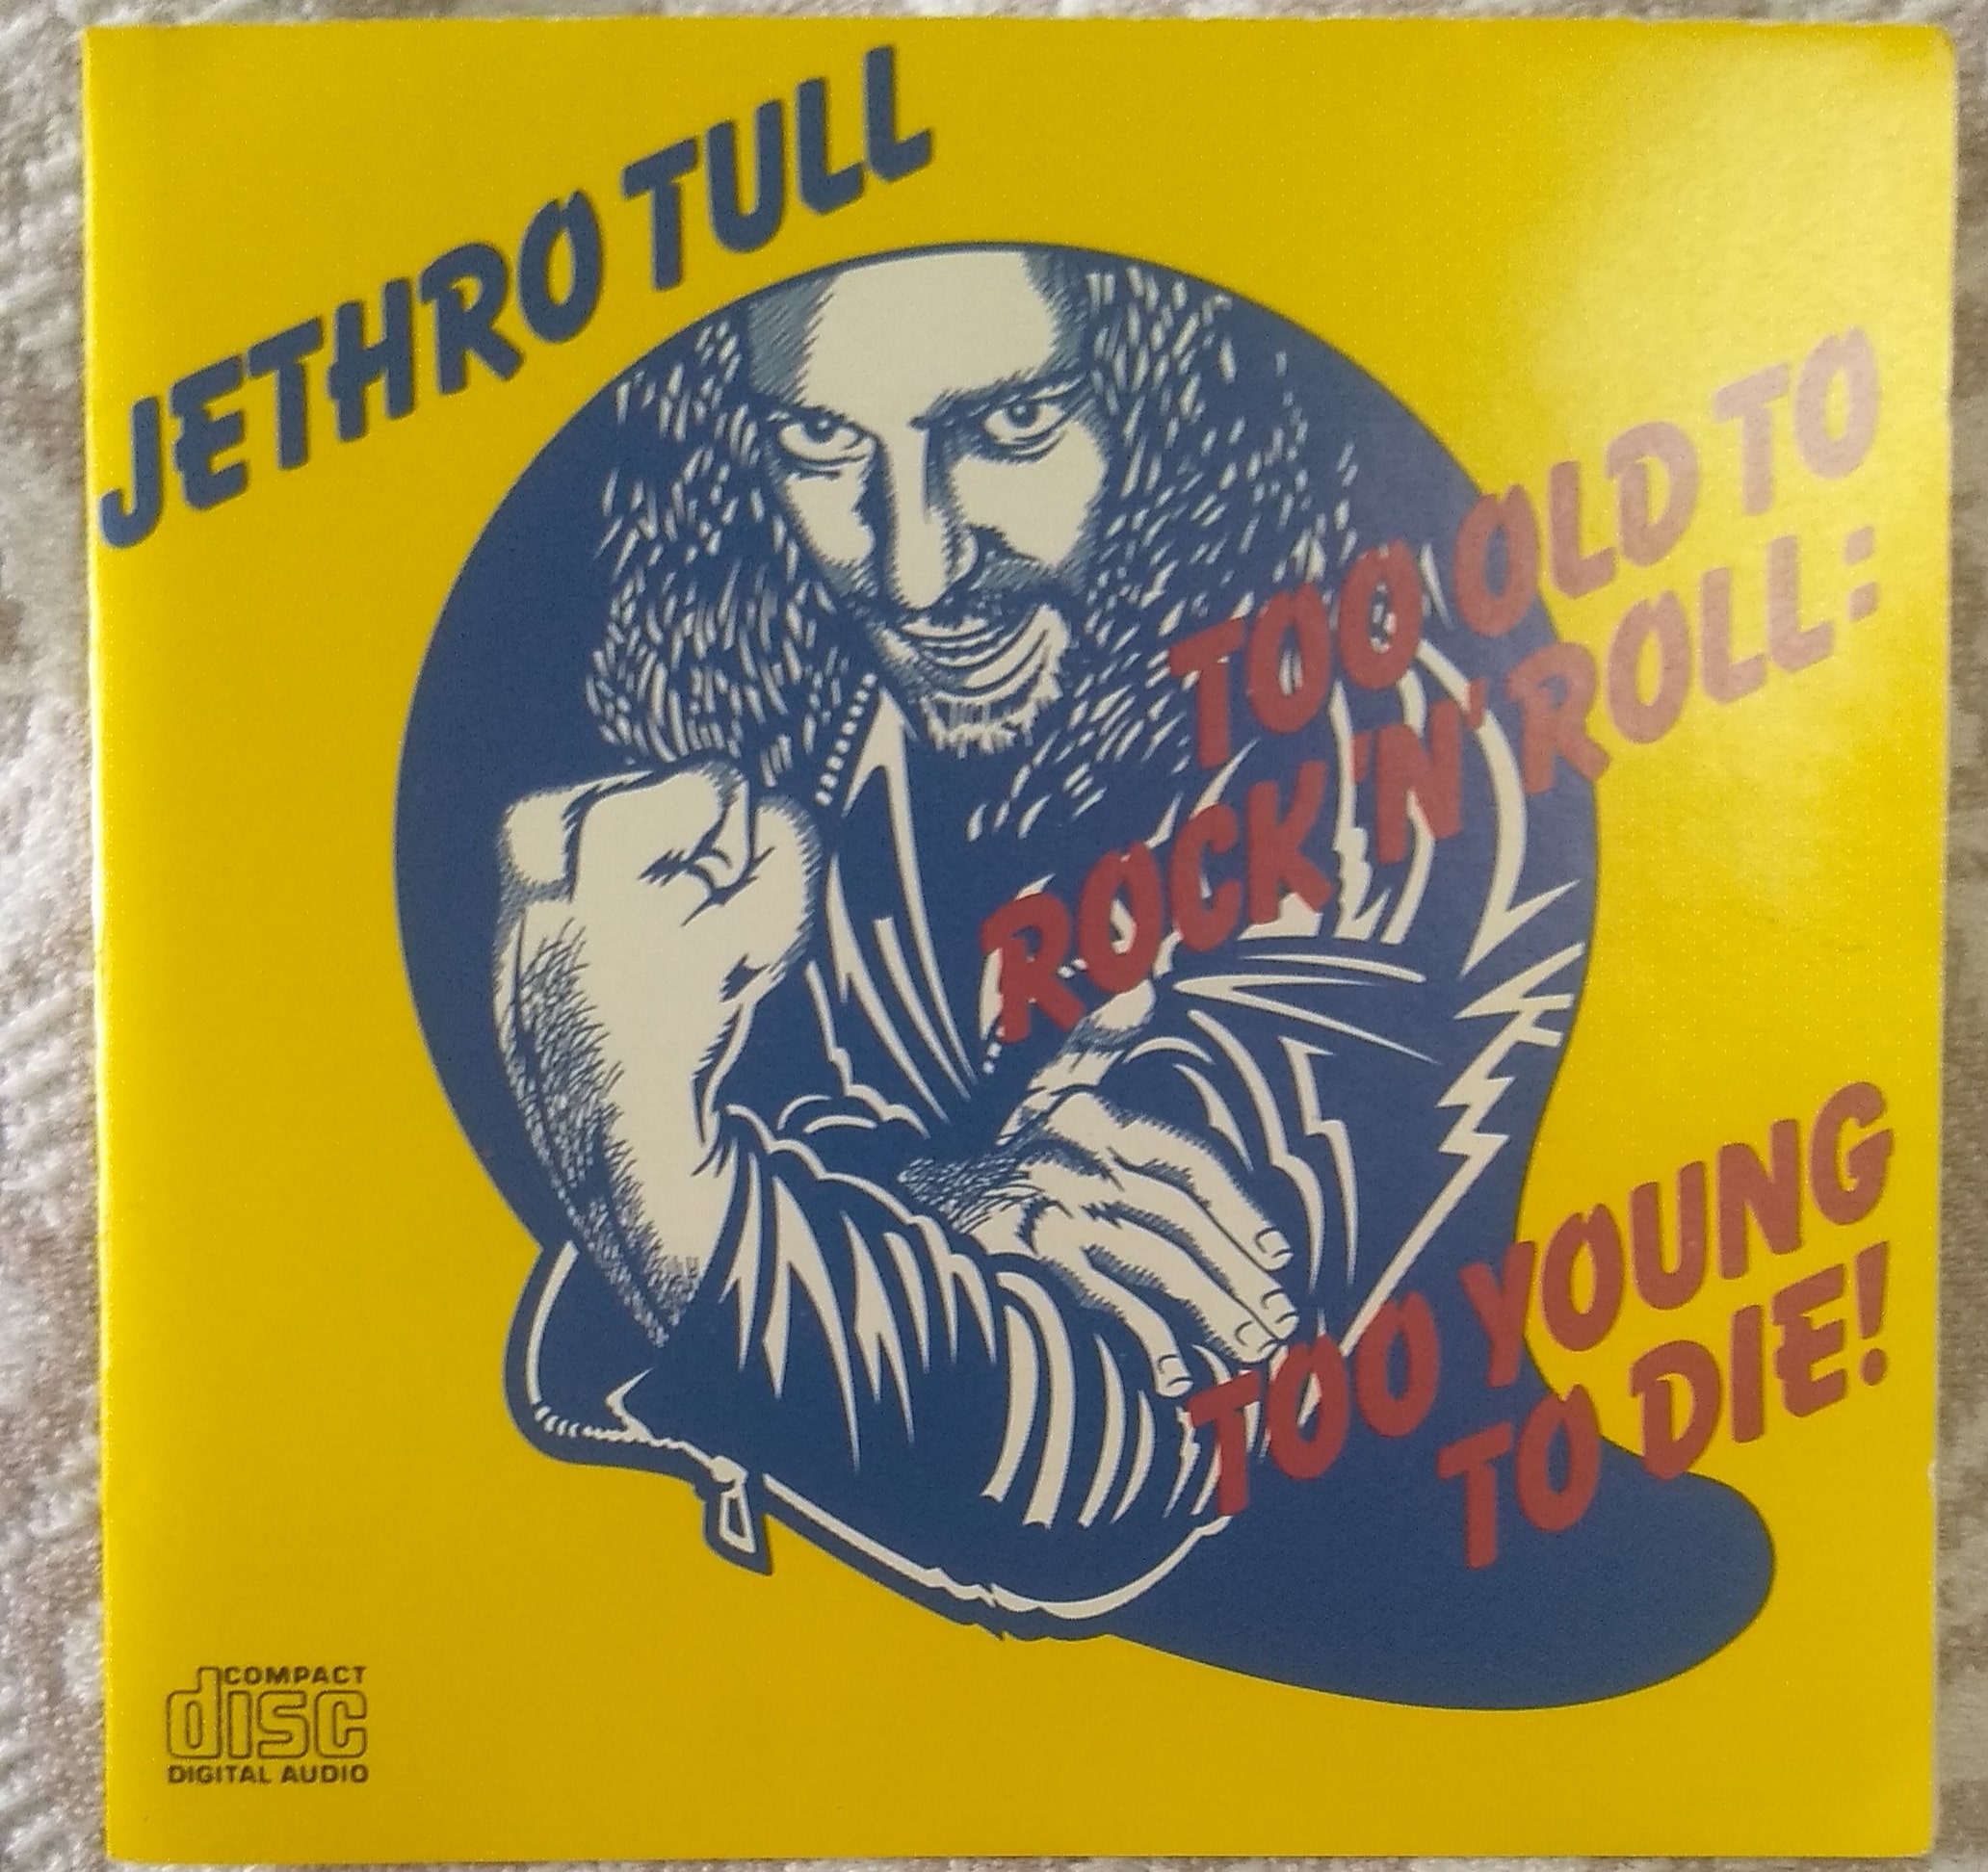 JETHRO TULL
TOO OLD TO
ROCK 'N' ROLL:
TOO YOUNG
TO DIE!
COMPACT
disc
DIGITAL AUDIO